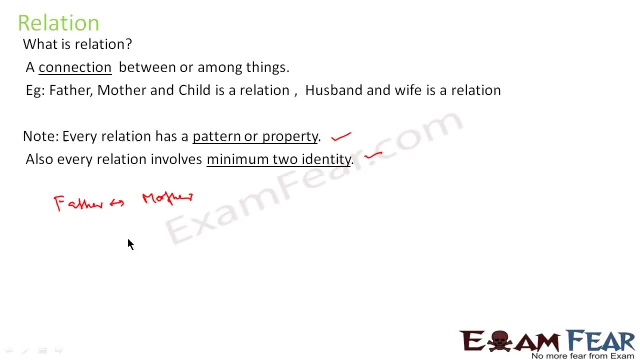 Relation
What is relation?
A connection between or among things.
Eg: Father, Mother and Child is a relation , Husband and wife is a relation
Note: Every relation has a pattern or property.
Also every relation involves minimum two identity.
Father ↔ Mother
ExamFear.com
EXAM FEAR
No more fear from Exam